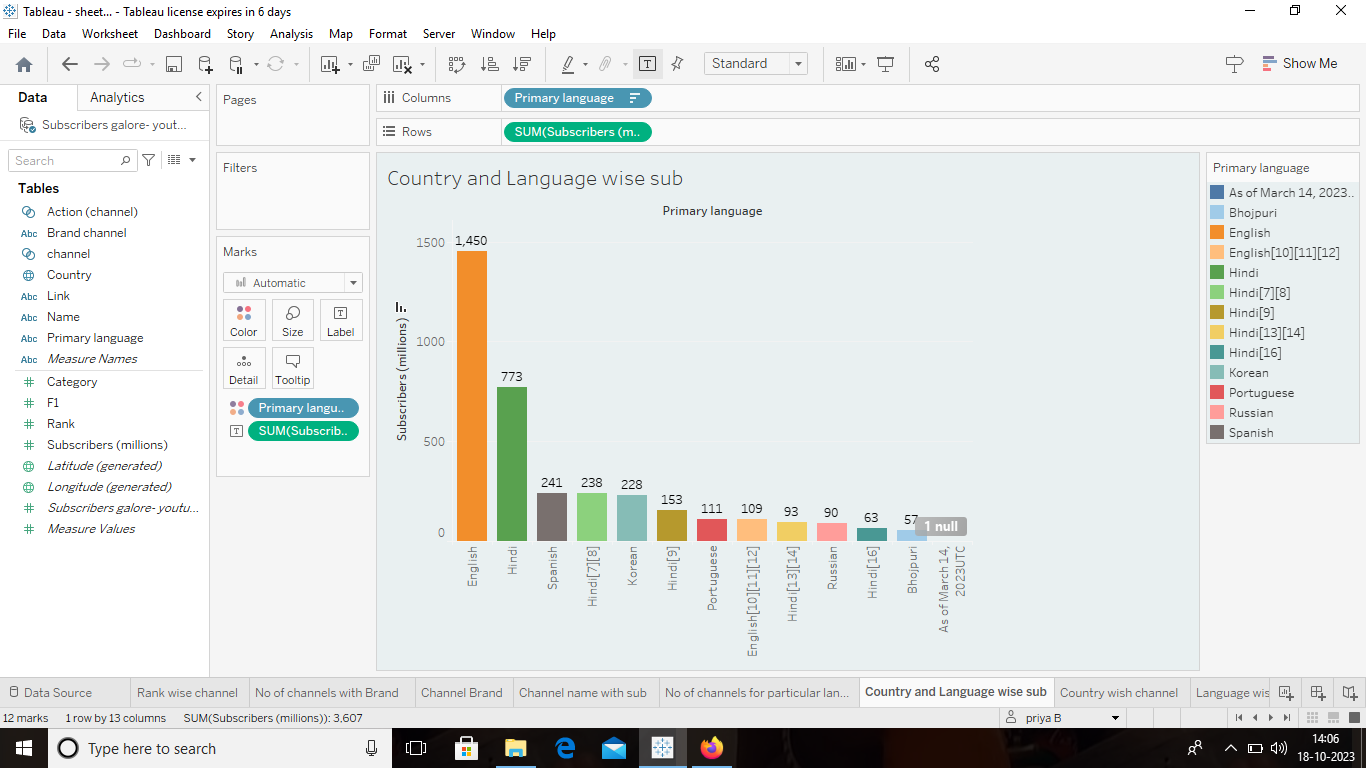 Tableau - sheet... - Tableau license expires in 6 days
File Data Worksheet Dashboard Story Analysis Map Format Server Window Help
Standard
Show Me
Data Analytics
Subscribers galore- yout...
Search
Tables
Action (channel)
Abc Brand channel
channel
Country
Abc Link
Abc Name
Abc Primary language
Abc Measure Names
Category
F1
Rank
Subscribers (millions)
Latitude (generated)
Longitude (generated)
Subscribers galore- youtu...
Measure Values
Pages
Filters
Marks
Automatic
Color Size Label
Detail Tooltip
Primary langu..
SUM(Subscrib..
Columns Primary language
Rows SUM(Subscribers (m..
Country and Language wise sub
Primary language
Subscribers (millions)
1500
1000
500
0
1,450
773
241
238
228
153
111
109
93
90
63
57
1 null
English
Hindi
Spanish
Hindi[7][8]
Korean
Hindi[9]
Portuguese
English[10][11][12]
Hindi[13][14]
Russian
Hindi[16]
Bhojpuri
As of March 14,
2023UTC
Primary language
As of March 14, 2023..
Bhojpuri
English
English[10][11][12]
Hindi
Hindi[7][8]
Hindi[9]
Hindi[13][14]
Hindi[16]
Korean
Portuguese
Russian
Spanish
Data Source Rank wise channel No of channels with Brand Channel Brand Channel name with sub No of channels for particular lan... Country and Language wise sub Country wish channel Language wis
12 marks 1 row by 13 columns SUM(Subscribers (millions)): 3,607 priya B
Type here to search
14:06
18-10-2023